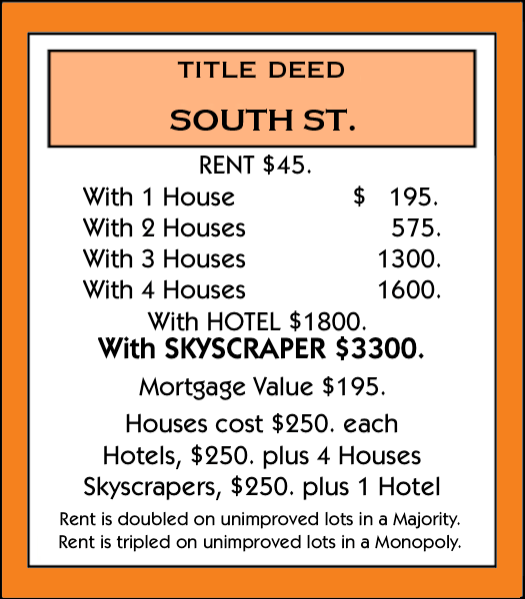 TITLE DEED
SOUTH ST.
RENT $45.
With 1 House $ 195.
With 2 Houses 575.
With 3 Houses 1300.
With 4 Houses 1600.
With HOTEL $1800.
With SKYSCRAPER $3300.
Mortgage Value $195.
Houses cost $250. each
Hotels, $250. plus 4 Houses
Skyscrapers, $250. plus 1 Hotel
Rent is doubled on unimproved lots in a Majority.
Rent is tripled on unimproved lots in a Monopoly.